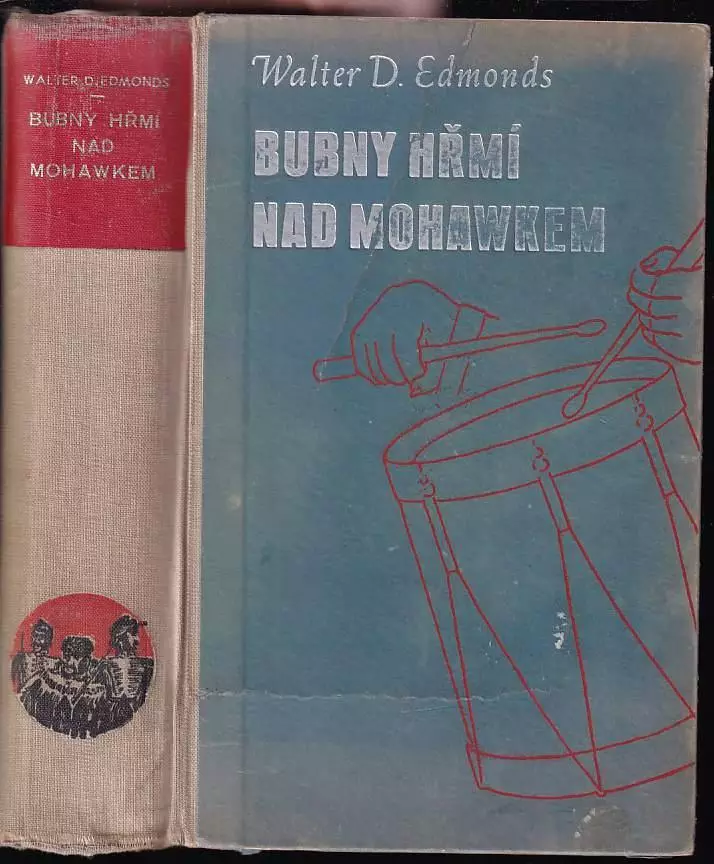 WALTER D. EDMONDS
BUBNY HŘMÍ
NAD
MOHAWKEM
Walter D. Edmonds
BUBNY HŘMÍ
NAD MOHAWKEM